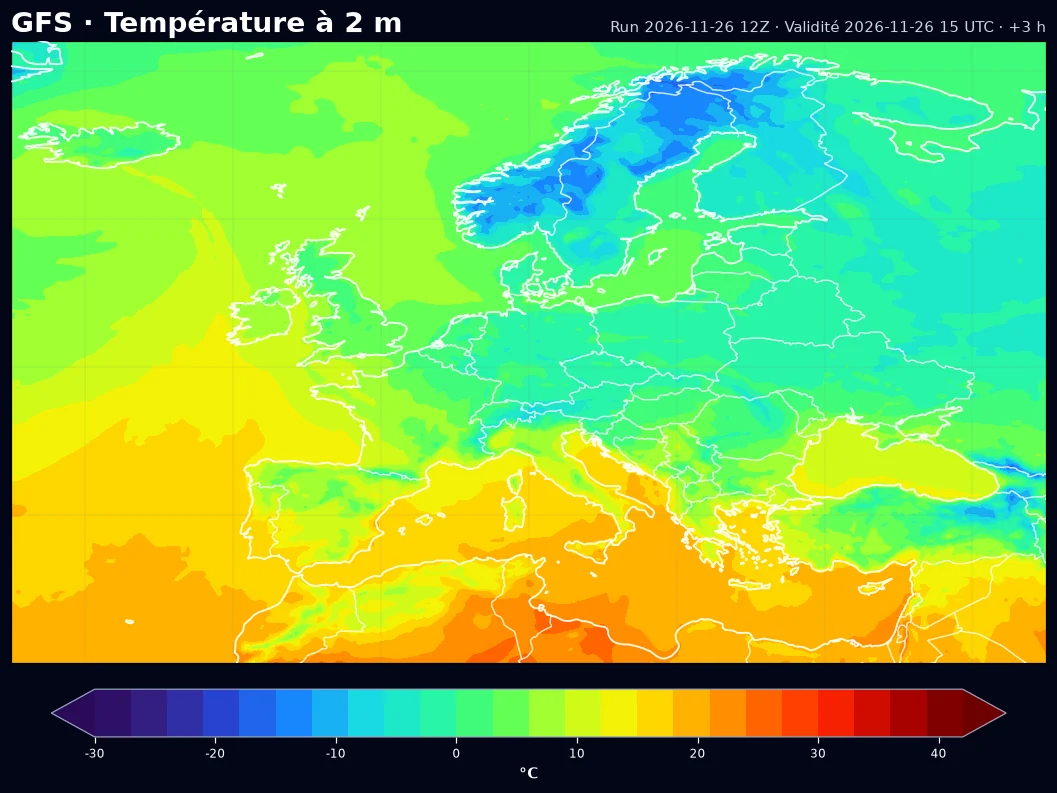 GFS · Température à 2 m
Run 2026-11-26 12Z · Validité 2026-11-26 15 UTC · +3 h
-30 -20 -10 0 10 20 30 40
°C